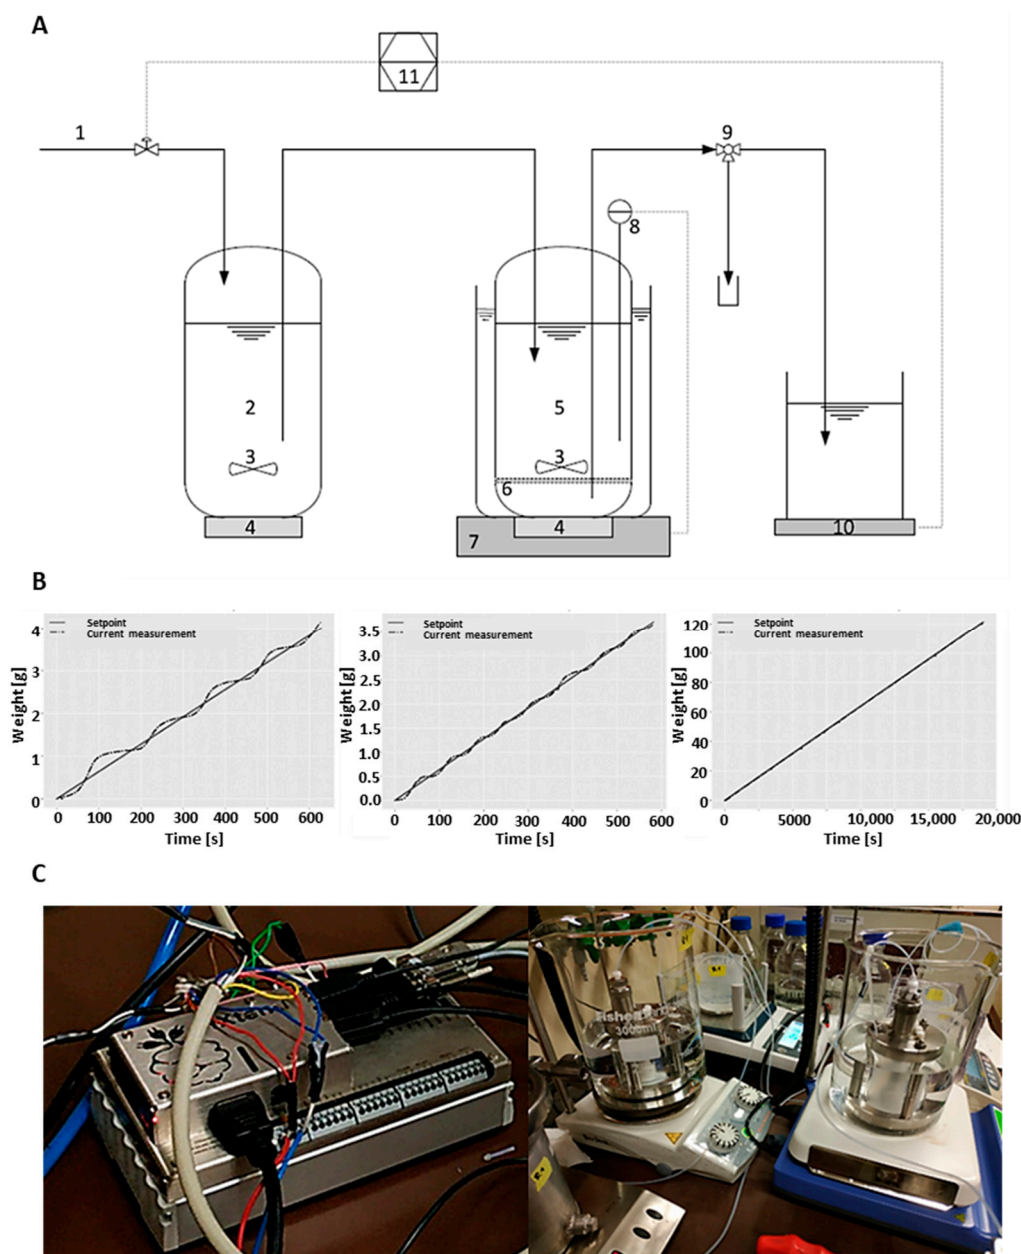 A
11
1
9
8
2
5
3
3
6
4
7
4
10
B
Setpoint
Current measurement
Weight [g]
4
3
2
1
0
0 100 200 300 400 500 600
Time [s]
Setpoint
Current measurement
Weight [g]
3.5
3.0
2.5
2.0
1.5
1.0
0.5
0.0
0 100 200 300 400 500 600
Time [s]
Setpoint
Current measurement
Weight [g]
120
100
80
60
40
20
0
0 5000 10,000 15,000 20,000
Time [s]
C
3000ml